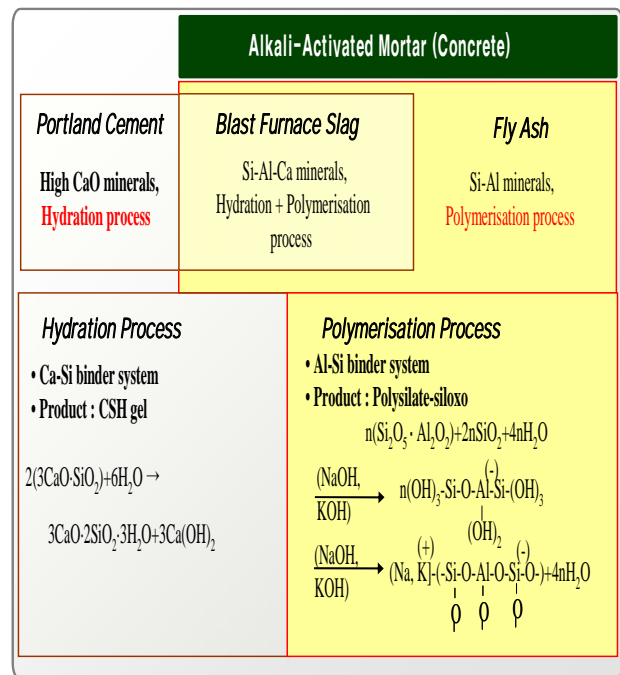 Alkali-Activated Mortar (Concrete)
Portland Cement
High CaO minerals,
Hydration process
Blast Furnace Slag
Si-Al-Ca minerals,
Hydration + Polymerisation
process
Fly Ash
Si-Al minerals,
Polymerisation process
Hydration Process
• Ca-Si binder system
• Product : CSH gel
2(3CaO·SiO₂)+6H₂O →
3CaO·2SiO₂·3H₂O+3Ca(OH)₂
Polymerisation Process
• Al-Si binder system
• Product : Polysilate-siloxo
n(Si₂O₅ · Al₂O₂)+2nSiO₂+4nH₂O
(NaOH,
KOH)
(-)
n(OH)₃-Si-O-Al-Si-(OH)₃
(OH)₂
(NaOH,
KOH)
(+) (-)
(Na, K]-(-Si-O-Al-O-Si-O-)+4nH₂O
O O O